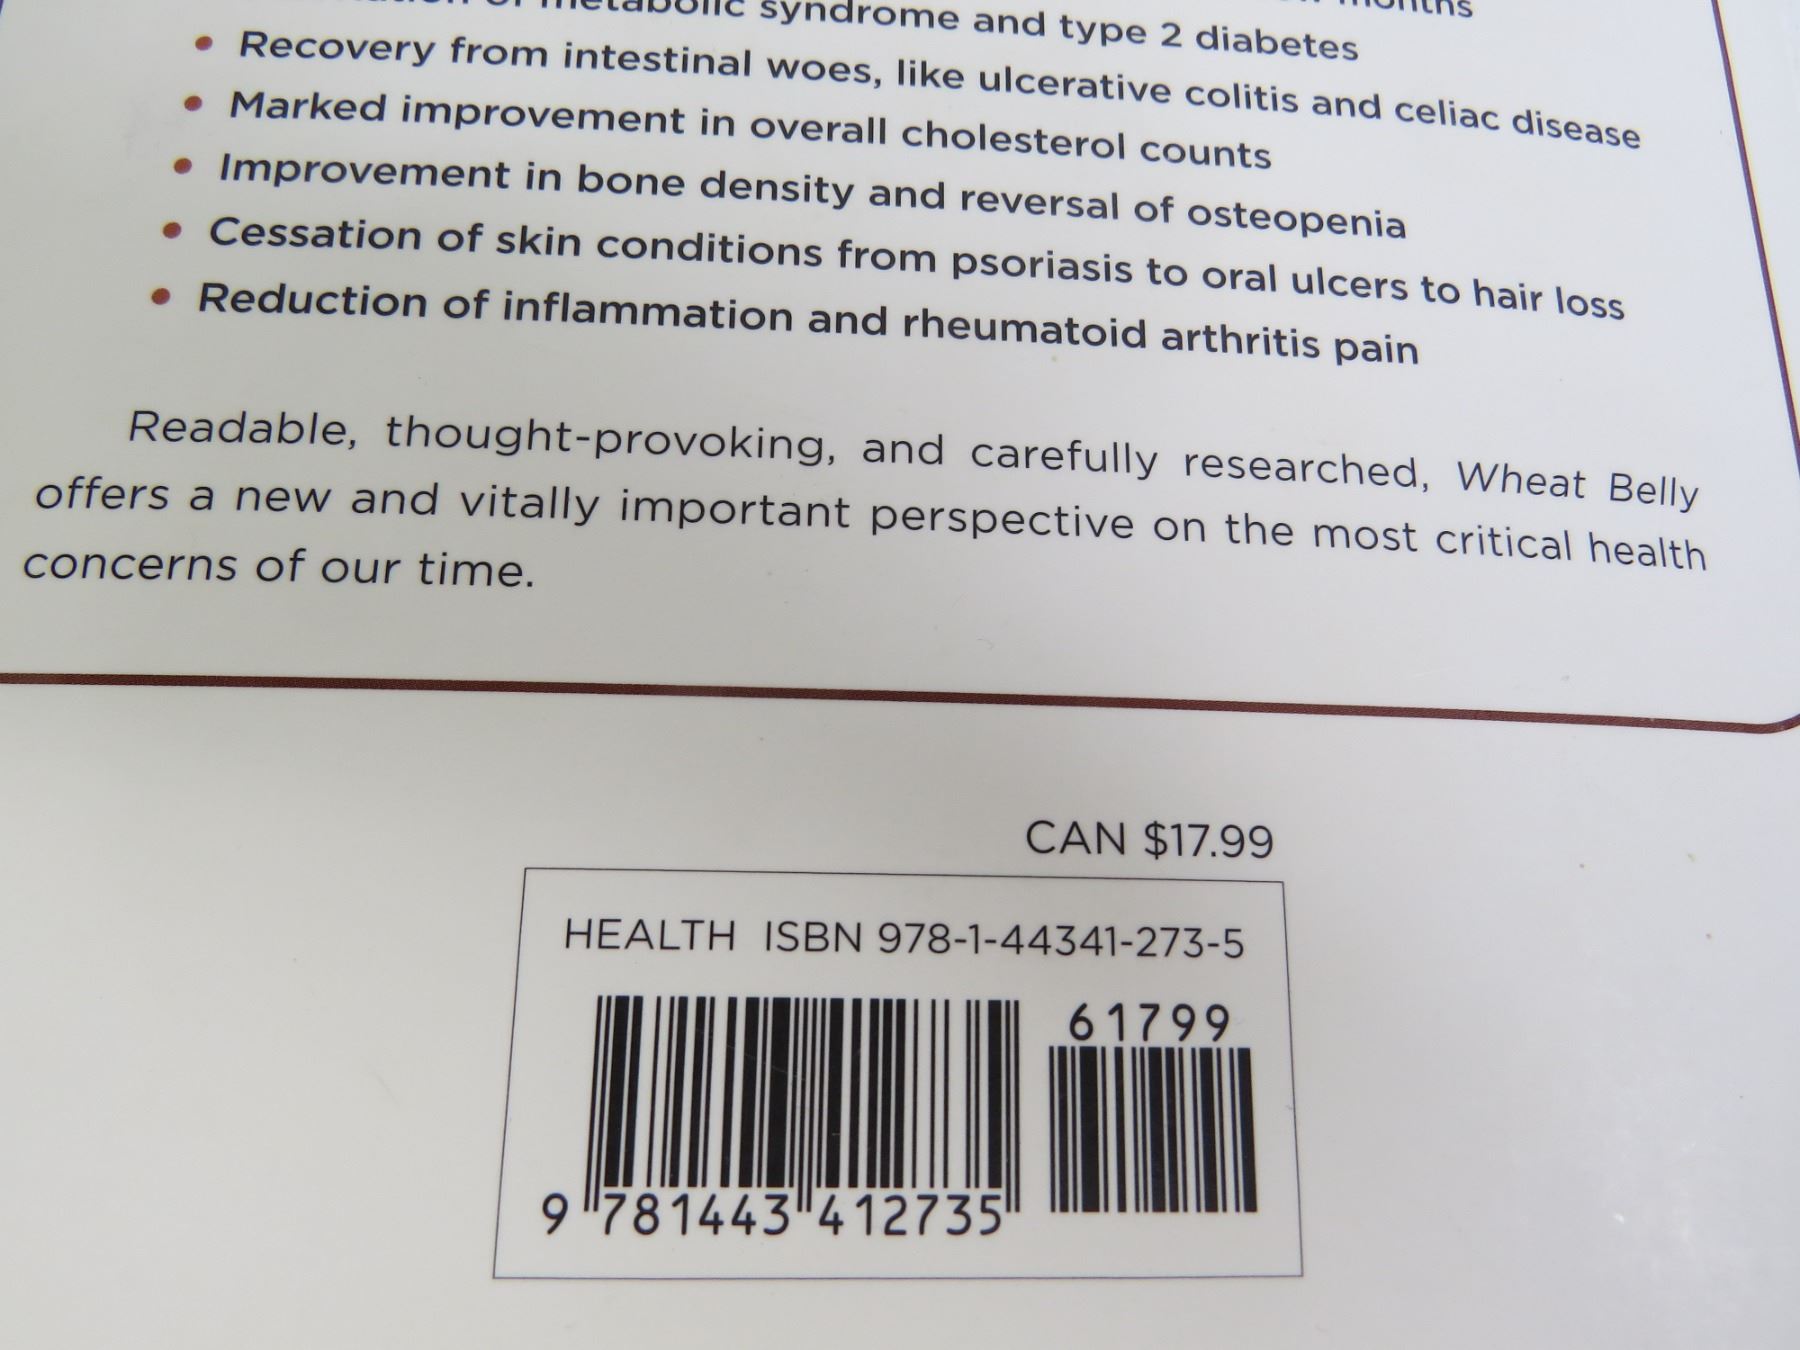 metabolic syndrome and type 2 diabetes
• Recovery from intestinal woes, like ulcerative colitis and celiac disease
• Marked improvement in overall cholesterol counts
• Improvement in bone density and reversal of osteopenia
• Cessation of skin conditions from psoriasis to oral ulcers to hair loss
• Reduction of inflammation and rheumatoid arthritis pain
Readable, thought-provoking, and carefully researched, Wheat Belly
offers a new and vitally important perspective on the most critical health
concerns of our time.
CAN $17.99
HEALTH ISBN 978-1-44341-273-5
61799
9 781443 412735